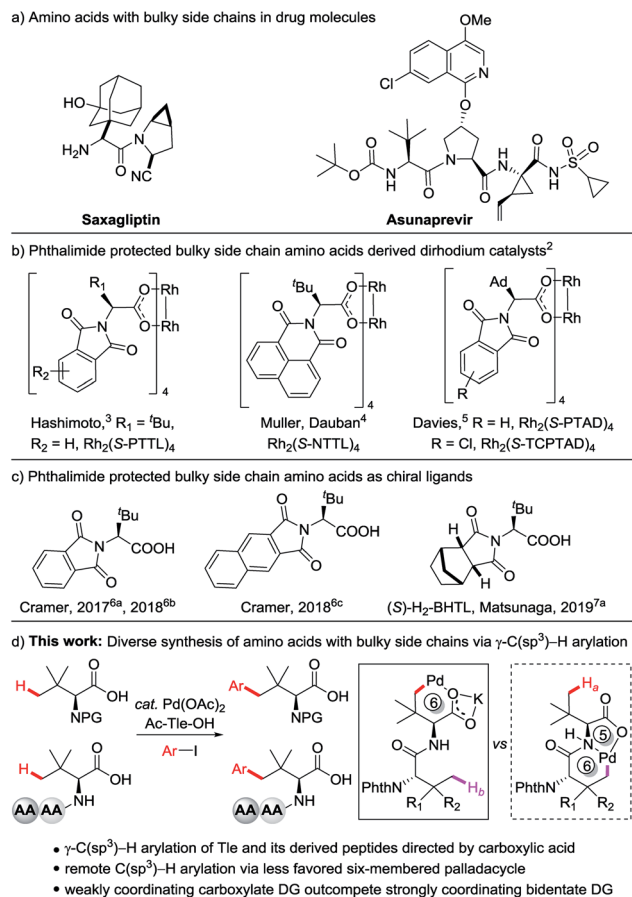 a) Amino acids with bulky side chains in drug molecules
OMe
Cl
N
O
HO
H₂N
O
N
CN
O
O
N
H
O
N
O
HN
O
N
H
O O
S
Saxagliptin
Asunaprevir
b) Phthalimide protected bulky side chain amino acids derived dirhodium catalysts²
R₁
O
O
N
O
O
Rh
Rh
R₂
4
ᵗBu
O
O
N
O
O
Rh
Rh
4
Ad
O
O
N
O
O
Rh
Rh
R
4
Hashimoto,³ R₁ = ᵗBu,
R₂ = H, Rh₂(S-PTTL)₄
Muller, Dauban⁴
Rh₂(S-NTTL)₄
Davies,⁵ R = H, Rh₂(S-PTAD)₄
R = Cl, Rh₂(S-TCPTAD)₄
c) Phthalimide protected bulky side chain amino acids as chiral ligands
O
N
O
ᵗBu
COOH
O
N
O
ᵗBu
COOH
H
H
O
N
O
ᵗBu
COOH
Cramer, 2017⁶ᵃ, 2018⁶ᵇ
Cramer, 2018⁶ᶜ
(S)-H₂-BHTL, Matsunaga, 2019⁷ᵃ
d) This work: Diverse synthesis of amino acids with bulky side chains via γ-C(sp³)–H arylation
H
O
OH
NPG
H
O
OH
NH
AA AA
cat. Pd(OAc)₂
Ac-Tle-OH
Ar—I
Ar
O
OH
NPG
Ar
O
OH
NH
AA AA
Pd
6
O
K
O
NH
O
PhthN
H_b
R₁ R₂
vs
H_a
O
O
5
H
N
Pd
O
6
PhthN
R₁ R₂
• γ-C(sp³)–H arylation of Tle and its derived peptides directed by carboxylic acid
• remote C(sp³)–H arylation via less favored six-membered palladacycle
• weakly coordinating carboxylate DG outcompete strongly coordinating bidentate DG